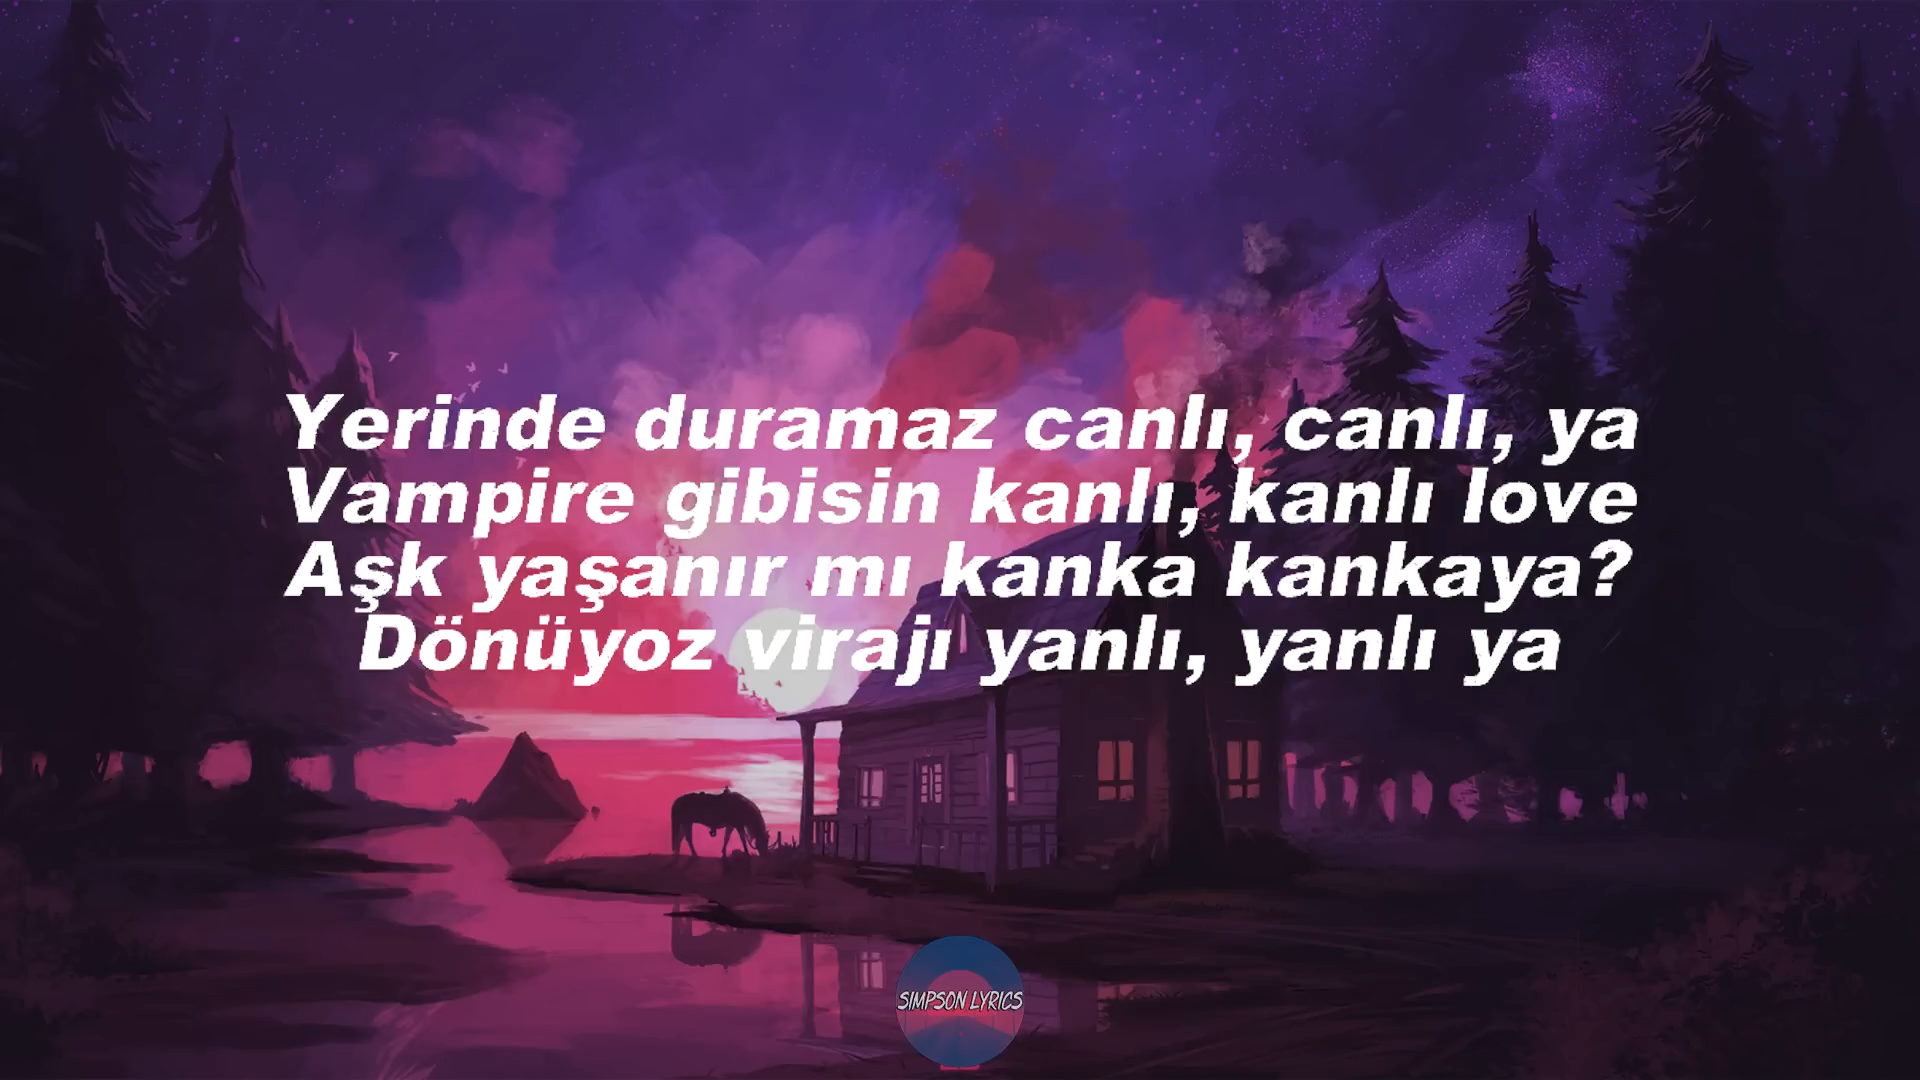 Yerinde duramaz canlı, canlı, ya
Vampire gibisin kanlı, kanlı love
Aşk yaşanır mı kanka kankaya?
Dönüyoz virajı yanlı, yanlı ya
SIMPSON LYRICS